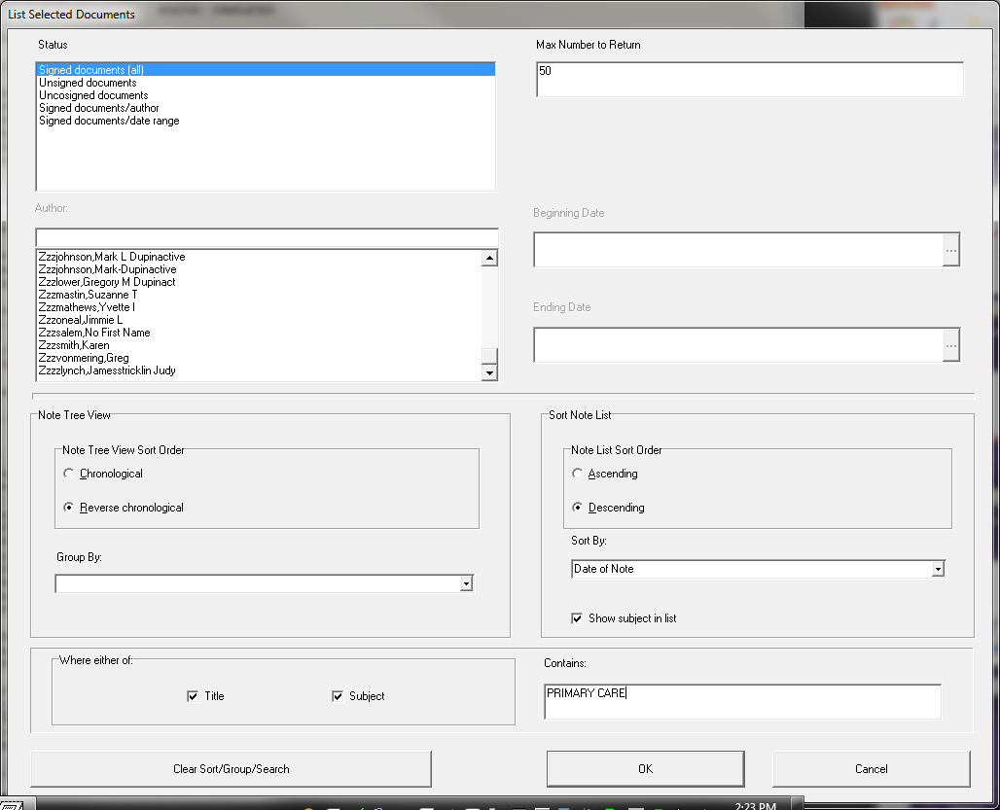 List Selected Documents
Status
Max Number to Return
Signed documents (all)
Unsigned documents
Uncosigned documents
Signed documents/author
Signed documents/date range
50
Author:
Beginning Date
Zzzjohnson,Mark L Dupinactive
Zzzjohnson,Mark-Dupinactive
Zzzlower,Gregory M Dupinact
Zzzmastin,Suzanne T
Zzzmathews,Yvette I
Zzzoneal,Jimmie L
Zzzsalem,No First Name
Zzzsmith,Karen
Zzzvonmering,Greg
Zzzzlynch,Jamesstricklin Judy
...
Ending Date
...
Note Tree View
Note Tree View Sort Order
Chronological
Reverse chronological
Group By:
Sort Note List
Note List Sort Order
Ascending
Descending
Sort By:
Date of Note
Show subject in list
Where either of:
Title
Subject
Contains:
PRIMARY CARE
Clear Sort/Group/Search
OK
Cancel
2:23 PM